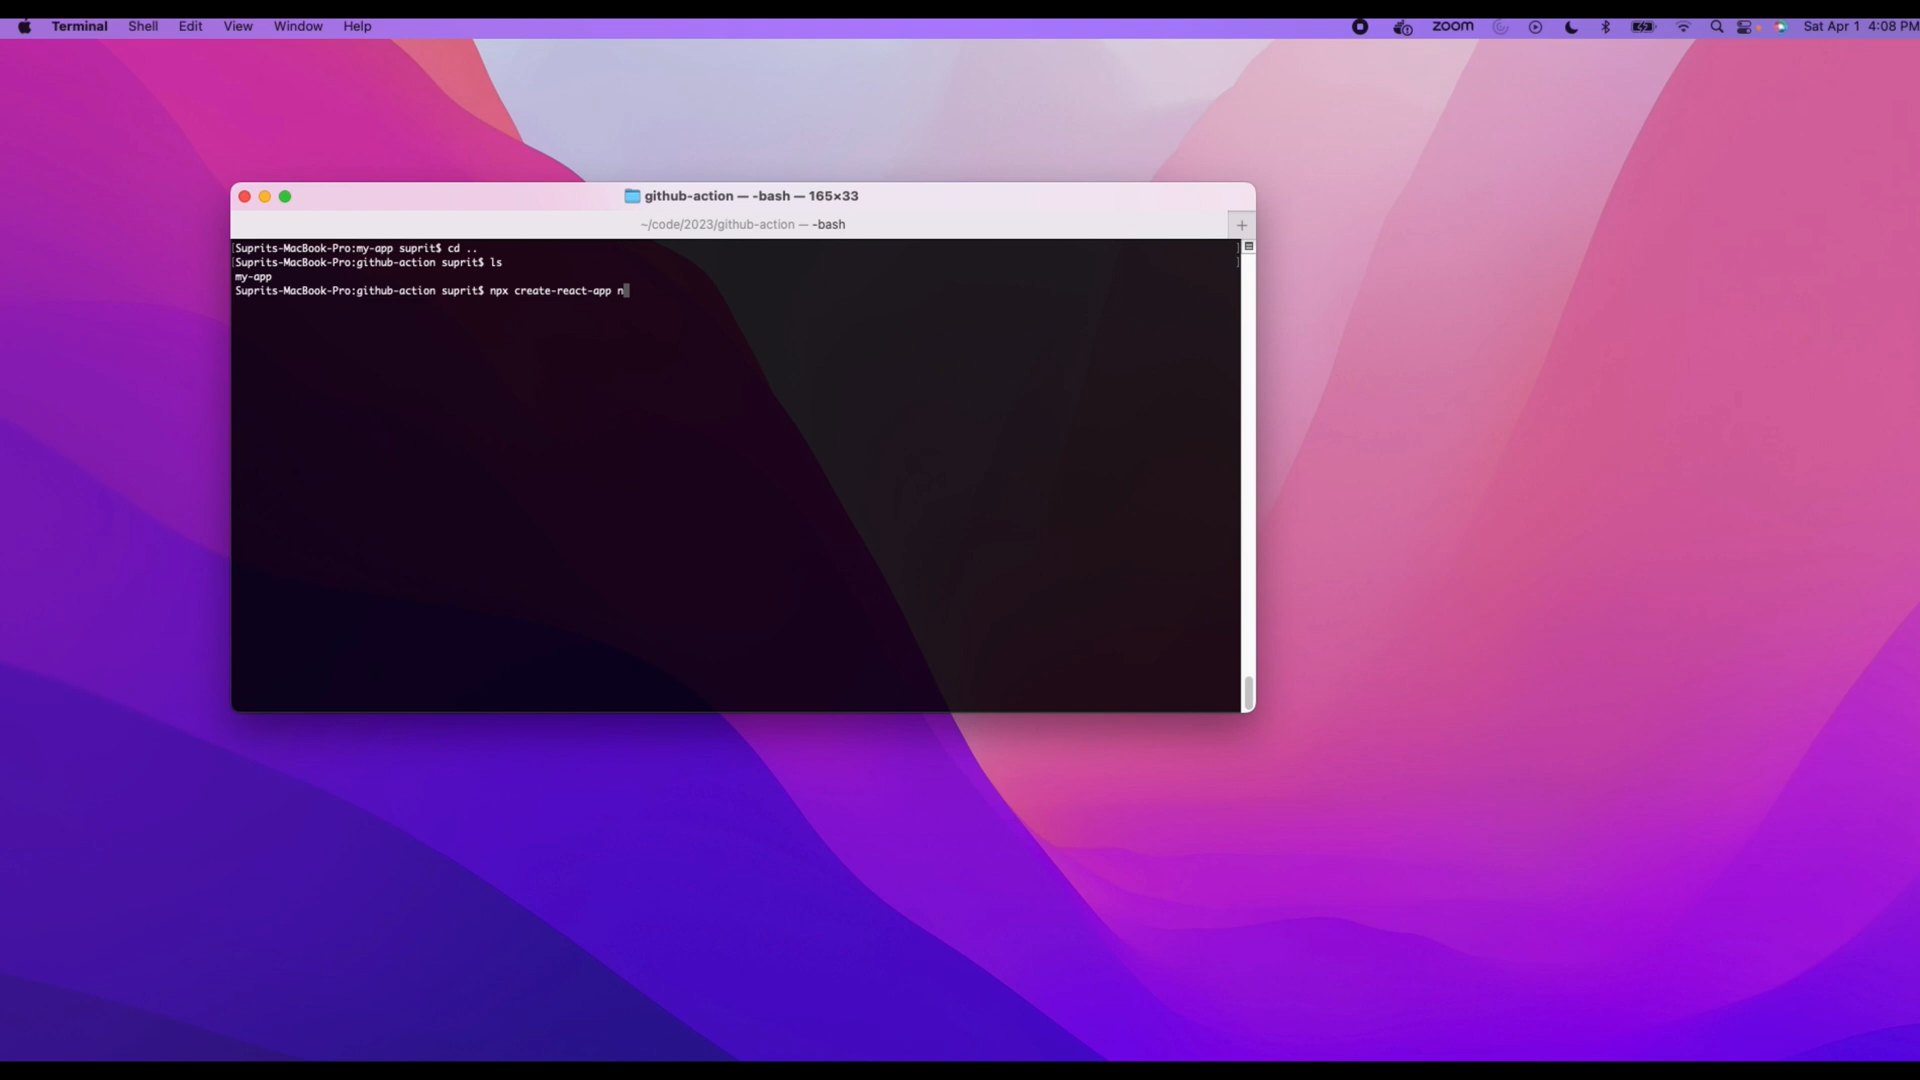 Terminal Shell Edit View Window Help zoom Sat Apr 1 4:08 PM
github-action — -bash — 165×33
~/code/2023/github-action — -bash
[Suprits-MacBook-Pro:my-app suprit$ cd ..
[Suprits-MacBook-Pro:github-action suprit$ ls
my-app
Suprits-MacBook-Pro:github-action suprit$ npx create-react-app n